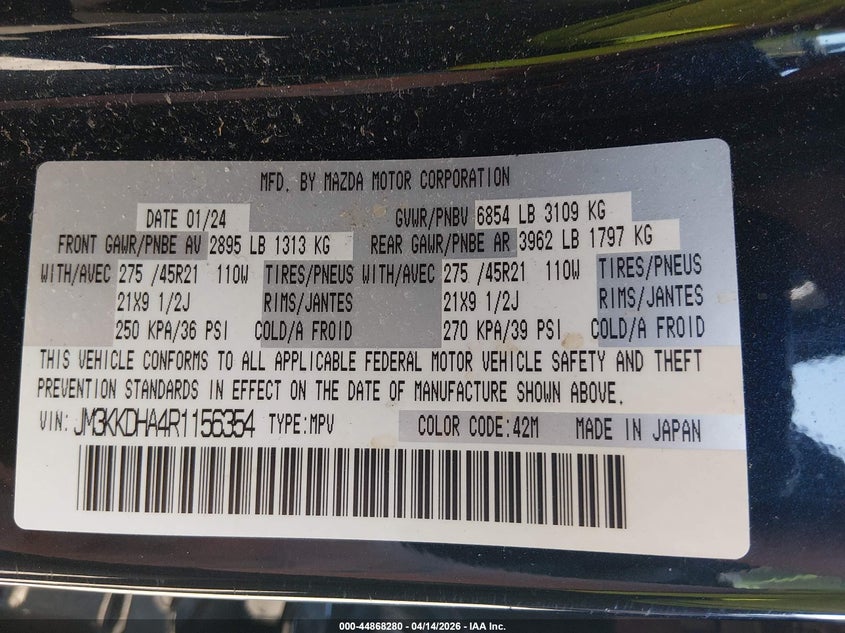 MFD. BY MAZDA MOTOR CORPORATION
DATE 01/24 GVWR/PNBV 6854 LB 3109 KG
FRONT GAWR/PNBE AV 2895 LB 1313 KG REAR GAWR/PNBE AR 3962 LB 1797 KG
WITH/AVEC 275 /45R21 110W TIRES/PNEUS WITH/AVEC 275 /45R21 110W TIRES/PNEUS
21X9 1/2J RIMS/JANTES 21X9 1/2J RIMS/JANTES
250 KPA/36 PSI COLD/A FROID 270 KPA/39 PSI COLD/A FROID
THIS VEHICLE CONFORMS TO ALL APPLICABLE FEDERAL MOTOR VEHICLE SAFETY AND THEFT
PREVENTION STANDARDS IN EFFECT ON THE DATE OF MANUFACTURE SHOWN ABOVE.
VIN: JM3KKDHA4R1156354 TYPE:MPV COLOR CODE:42M MADE IN JAPAN
000-44868280 - 04/14/2026 - IAA Inc.